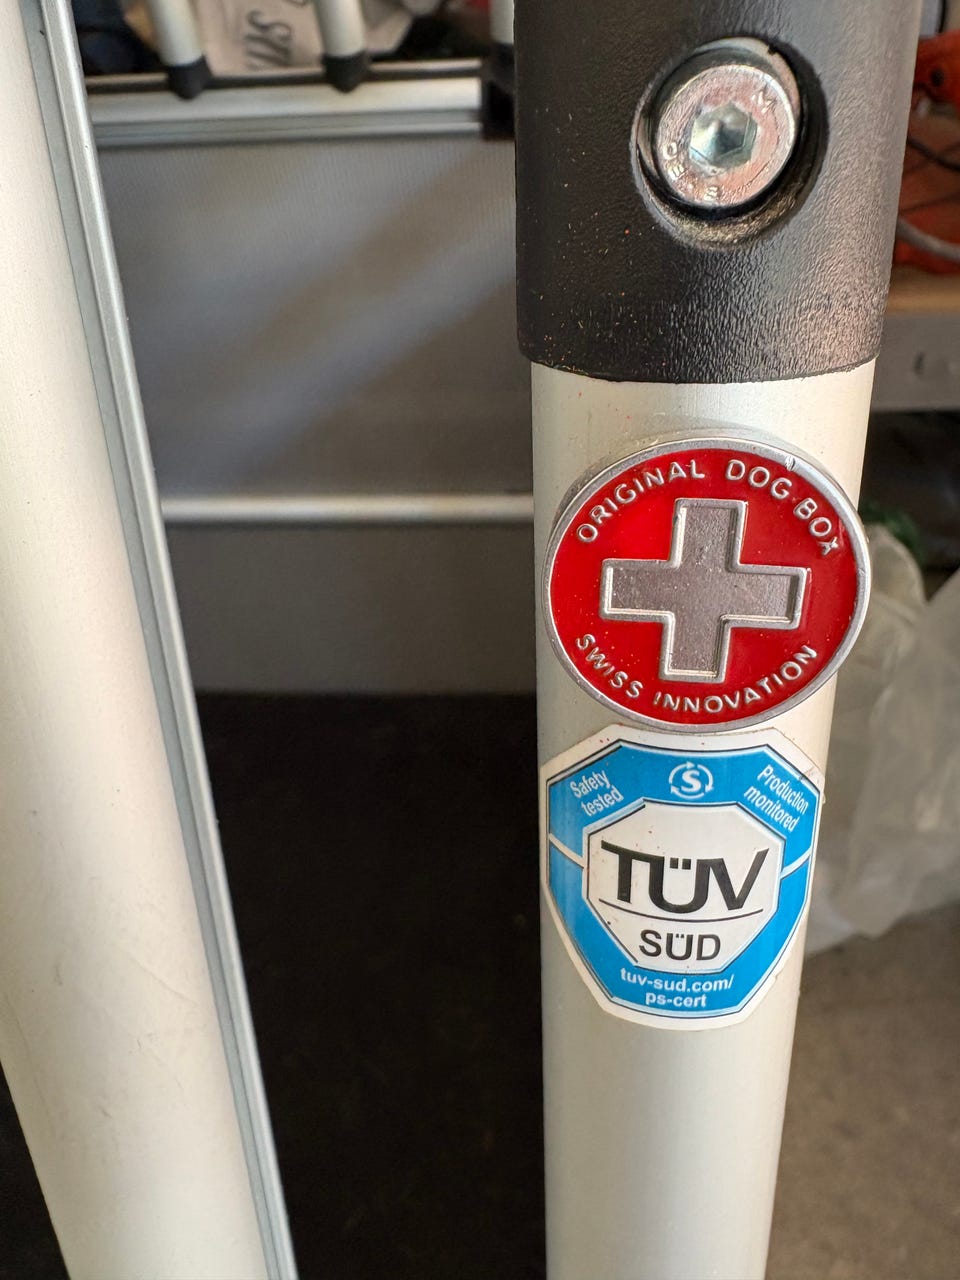 ORIGINAL DOG-BOX
SWISS INNOVATION
Safety
tested
S
Production
monitored
TÜV
SÜD
tuv-sud.com/
ps-cert